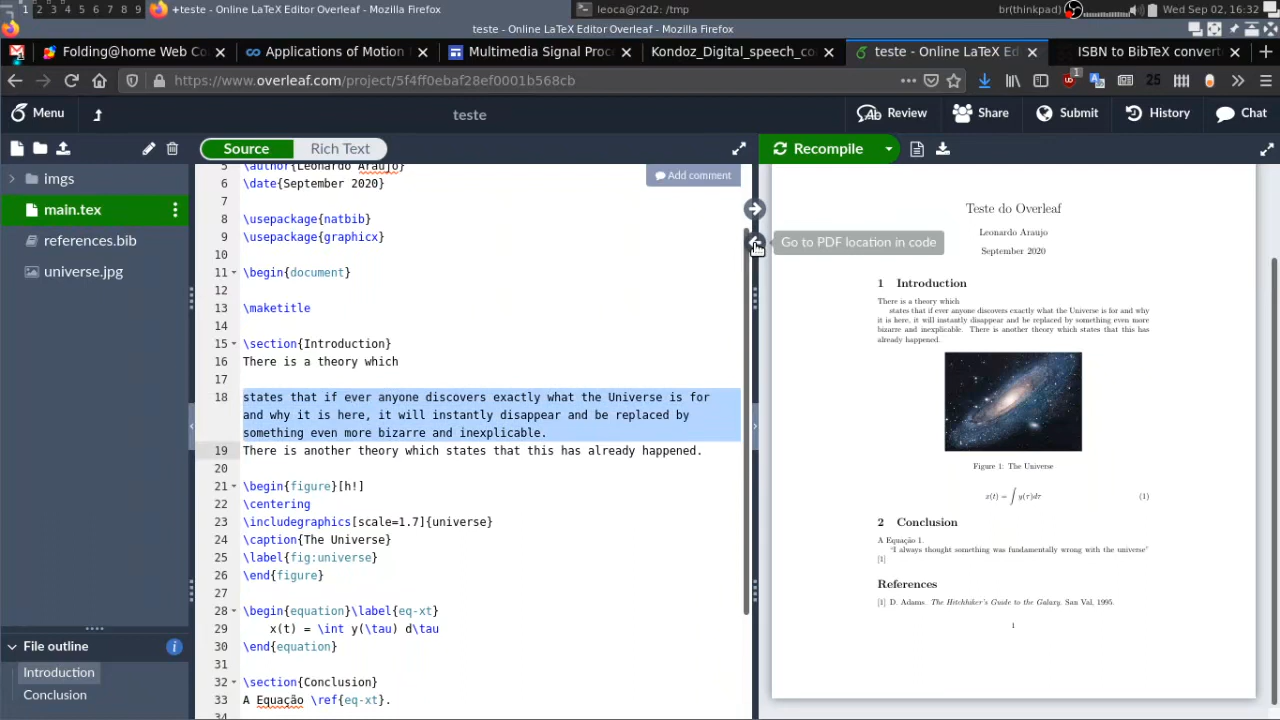 1 2 3 4 5 6 7 8 9
+teste - Online LaTeX Editor Overleaf - Mozilla Firefox
leoca@r2d2: /tmp
br(thinkpad)
Wed Sep 02, 16:32
teste - Online LaTeX Editor Overleaf - Mozilla Firefox
Folding@home Web Co
Applications of Motion
Multimedia Signal Proc
Kondoz_Digital_speech_co
teste - Online LaTeX Ed
ISBN to BibTeX convert
https://www.overleaf.com/project/5f4ff0ebaf28ef0001b568cb
1
25
Menu
teste
Review
Share
Submit
History
Chat
Source
Rich Text
Recompile
imgs
main.tex
references.bib
universe.jpg
File outline
Introduction
Conclusion
Add comment
5 \author{Leonardo Araujo}
6 \date{September 2020}
7
8 \usepackage{natbib}
9 \usepackage{graphicx}
10
11 \begin{document}
12
13 \maketitle
14
15 \section{Introduction}
16 There is a theory which
17
18 states that if ever anyone discovers exactly what the Universe is for
and why it is here, it will instantly disappear and be replaced by
something even more bizarre and inexplicable.
19 There is another theory which states that this has already happened.
20
21 \begin{figure}[h!]
22 \centering
23 \includegraphics[scale=1.7]{universe}
24 \caption{The Universe}
25 \label{fig:universe}
26 \end{figure}
27
28 \begin{equation}\label{eq-xt}
29 x(t) = \int y(\tau) d\tau
30 \end{equation}
31
32 \section{Conclusion}
33 A Equação \ref{eq-xt}.
34
Go to PDF location in code
Teste do Overleaf
Leonardo Araujo
September 2020
1 Introduction
There is a theory which
states that if ever anyone discovers exactly what the Universe is for and why
it is here, it will instantly disappear and be replaced by something even more
bizarre and inexplicable. There is another theory which states that this has
already happened.
Figure 1: The Universe
x(t) = ∫ y(τ)dτ (1)
2 Conclusion
A Equação 1.
"I always thought something was fundamentally wrong with the universe"
[1]
References
[1] D. Adams. The Hitchhiker's Guide to the Galaxy. San Val, 1995.
1